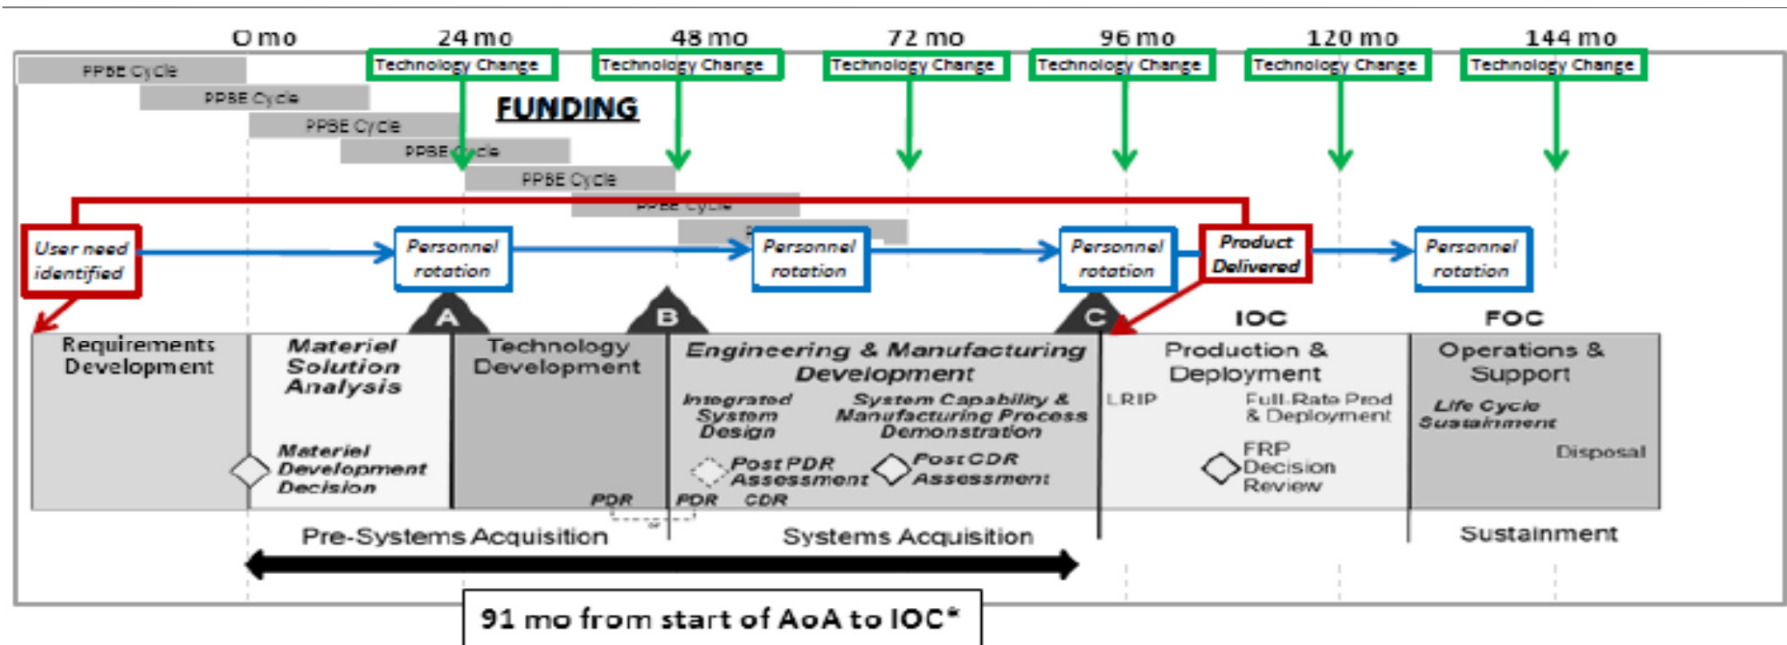 0 mo 24 mo 48 mo 72 mo 96 mo 120 mo 144 mo
Technology Change Technology Change Technology Change Technology Change Technology Change Technology Change
PPBE Cycle
PPBE Cycle
FUNDING
PPBE Cycle
PPBE Cycle
PPBE Cycle
PPBE Cycle
User need
identified
Personnel
rotation
Personnel
rotation
Personnel
rotation
Product
Delivered
Personnel
rotation
A B C IOC FOC
Requirements
Development
Materiel
Solution
Analysis
Materiel
Development
Decision
Technology
Development
PDR
Engineering & Manufacturing
Development
Integrated
System
Design
System Capability &
Manufacturing Process
Demonstration
Post PDR
Assessment
Post CDR
Assessment
PDR CDR
or
Production &
Deployment
LRIP
Full-Rate Prod
& Deployment
FRP
Decision
Review
Operations &
Support
Life Cycle
Sustainment
Disposal
Pre-Systems Acquisition Systems Acquisition Sustainment
91 mo from start of AoA to IOC*